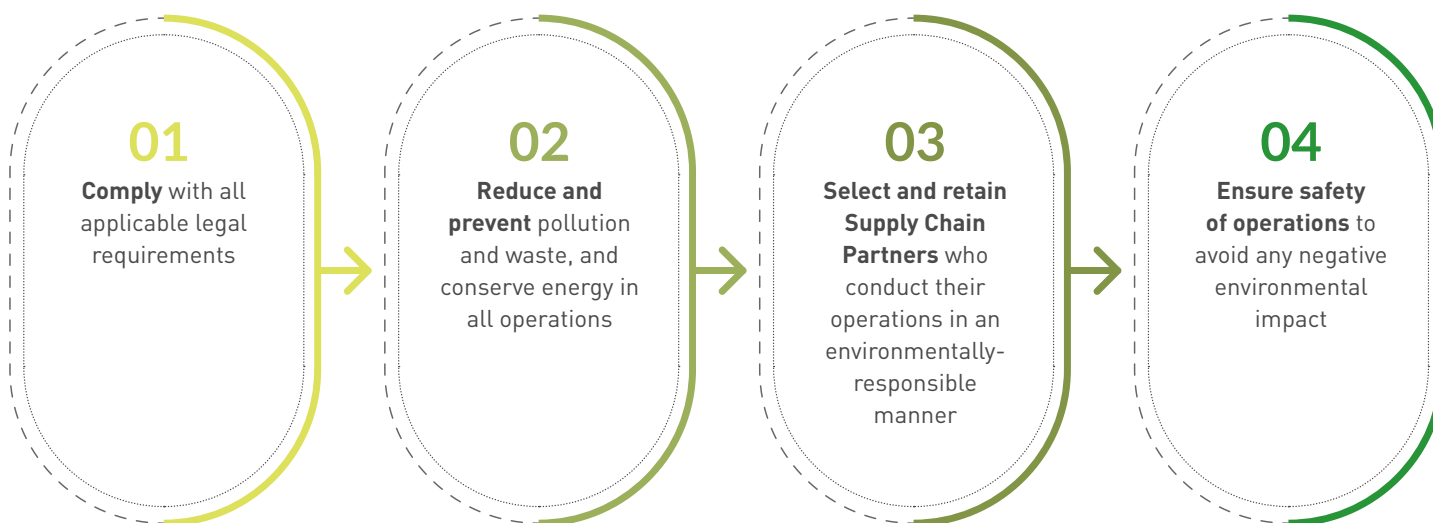 01
Comply with all
applicable legal
requirements
02
Reduce and
prevent pollution
and waste, and
conserve energy in
all operations
03
Select and retain
Supply Chain
Partners who
conduct their
operations in an
environmentally-
responsible
manner
04
Ensure safety
of operations to
avoid any negative
environmental
impact